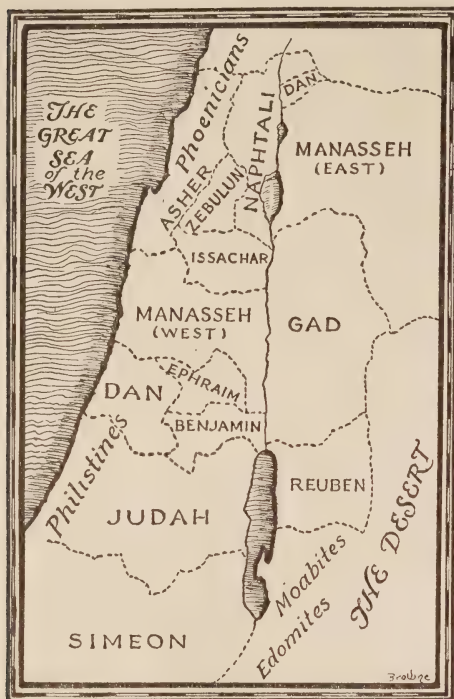 THE
GREAT
SEA
of the
WEST
Phoenicians
DAN
NAPHTALI
MANASSEH
(EAST)
ASHER
ZEBULUN
ISSACHAR
MANASSEH
(WEST)
GAD
EPHRAIM
DAN
BENJAMIN
Philistines
JUDAH
REUBEN
THE DESERT
Moabites
Edomites
SIMEON
Browne